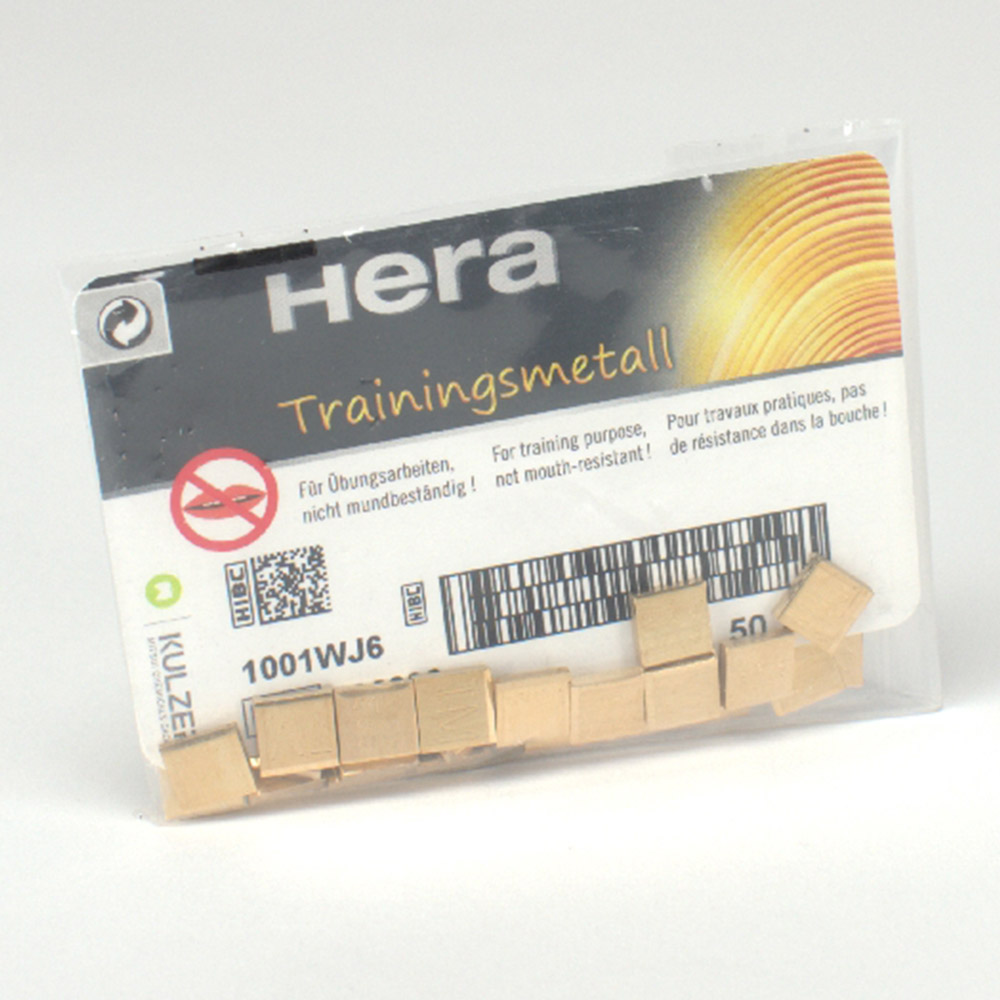 Hera
Trainingsmetall
Für Übungsarbeiten,
nicht mundbeständig !
For training purpose,
not mouth-resistant !
Pour travaux pratiques, pas
de résistance dans la bouche !
HIBC
HIBC
1001WJ6
50
KULZER